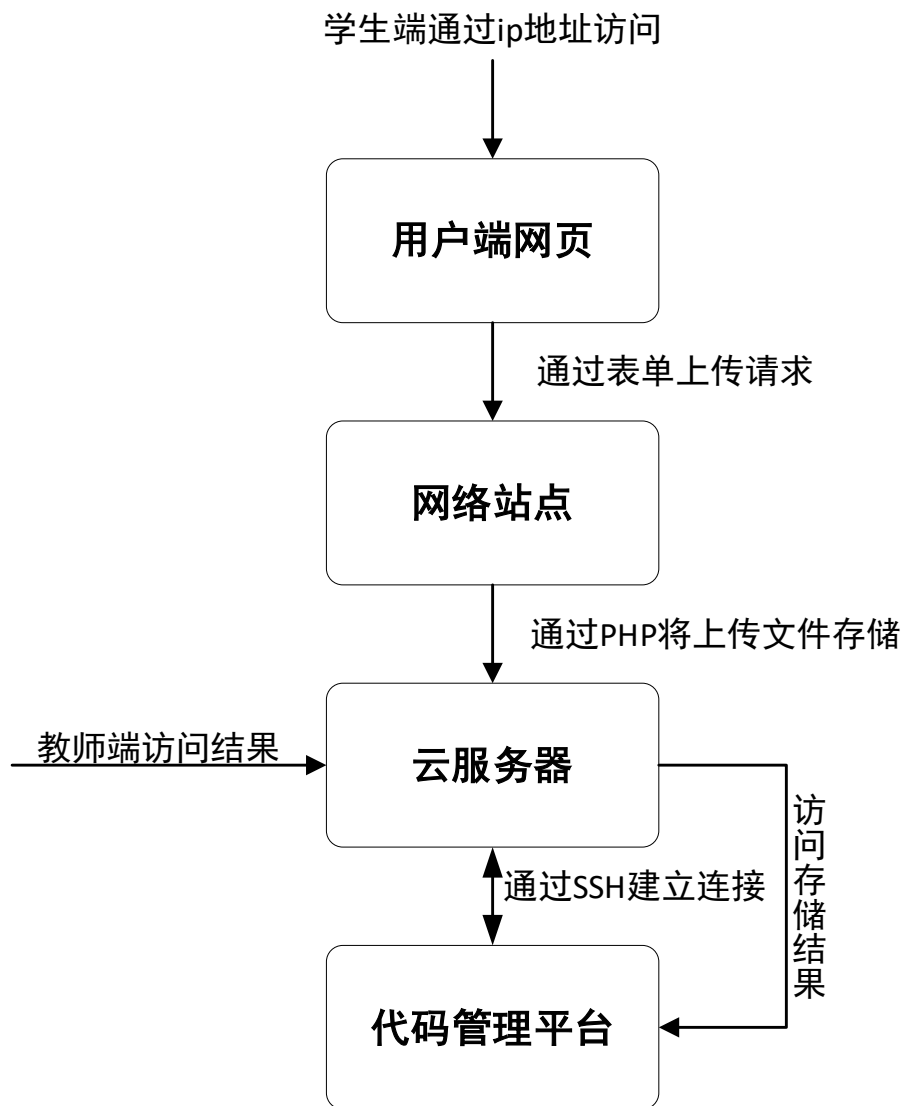 学生端通过ip地址访问
用户端网页
通过表单上传请求
网络站点
通过PHP将上传文件存储
教师端访问结果
云服务器
访问存储结果
通过SSH建立连接
代码管理平台